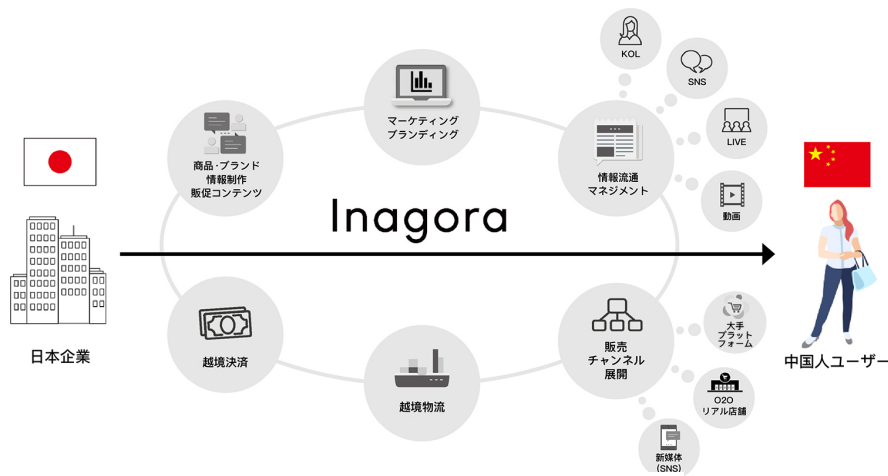 KOL
SNS
LIVE
動画
マーケティング
ブランディング
商品・ブランド
情報制作
販促コンテンツ
情報流通
マネジメント
Inagora
日本企業
中国人ユーザー
越境決済
越境物流
販売
チャンネル
展開
大手
プラット
フォーム
O2O
リアル店舗
新媒体
(SNS)